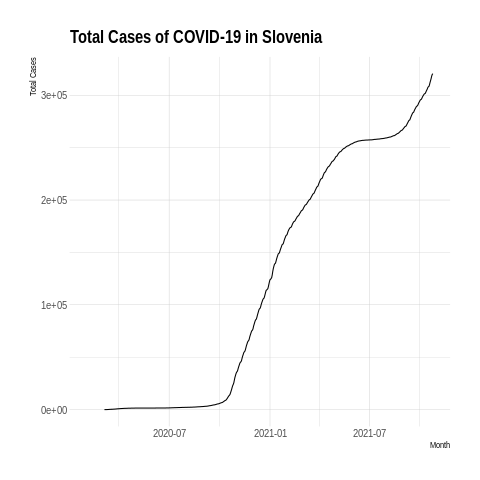 Total Cases of COVID-19 in Slovenia
Total Cases
3e+05
2e+05
1e+05
0e+00
2020-07 2021-01 2021-07
Month